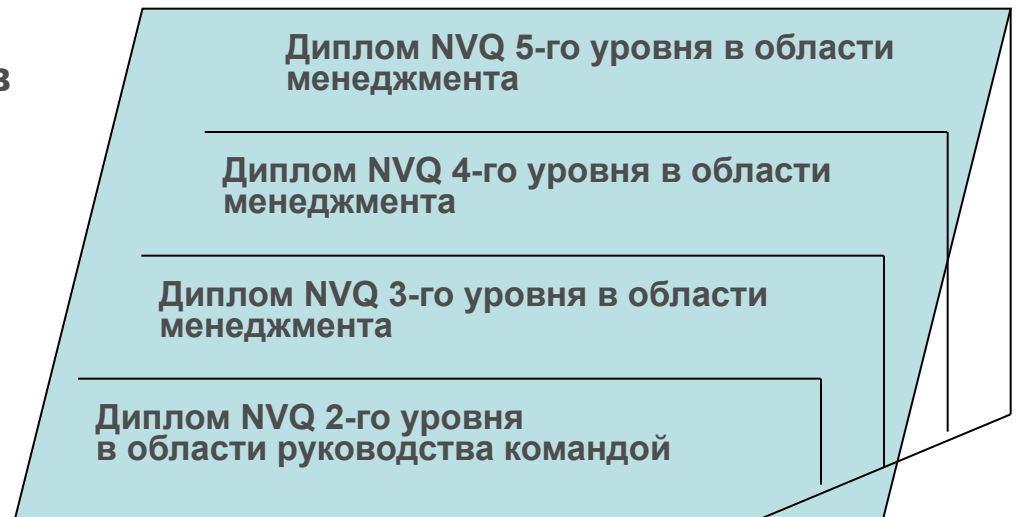 Диплом NVQ 5-го уровня в области
менеджмента
в
Диплом NVQ 4-го уровня в области
менеджмента
Диплом NVQ 3-го уровня в области
менеджмента
Диплом NVQ 2-го уровня
в области руководства командой